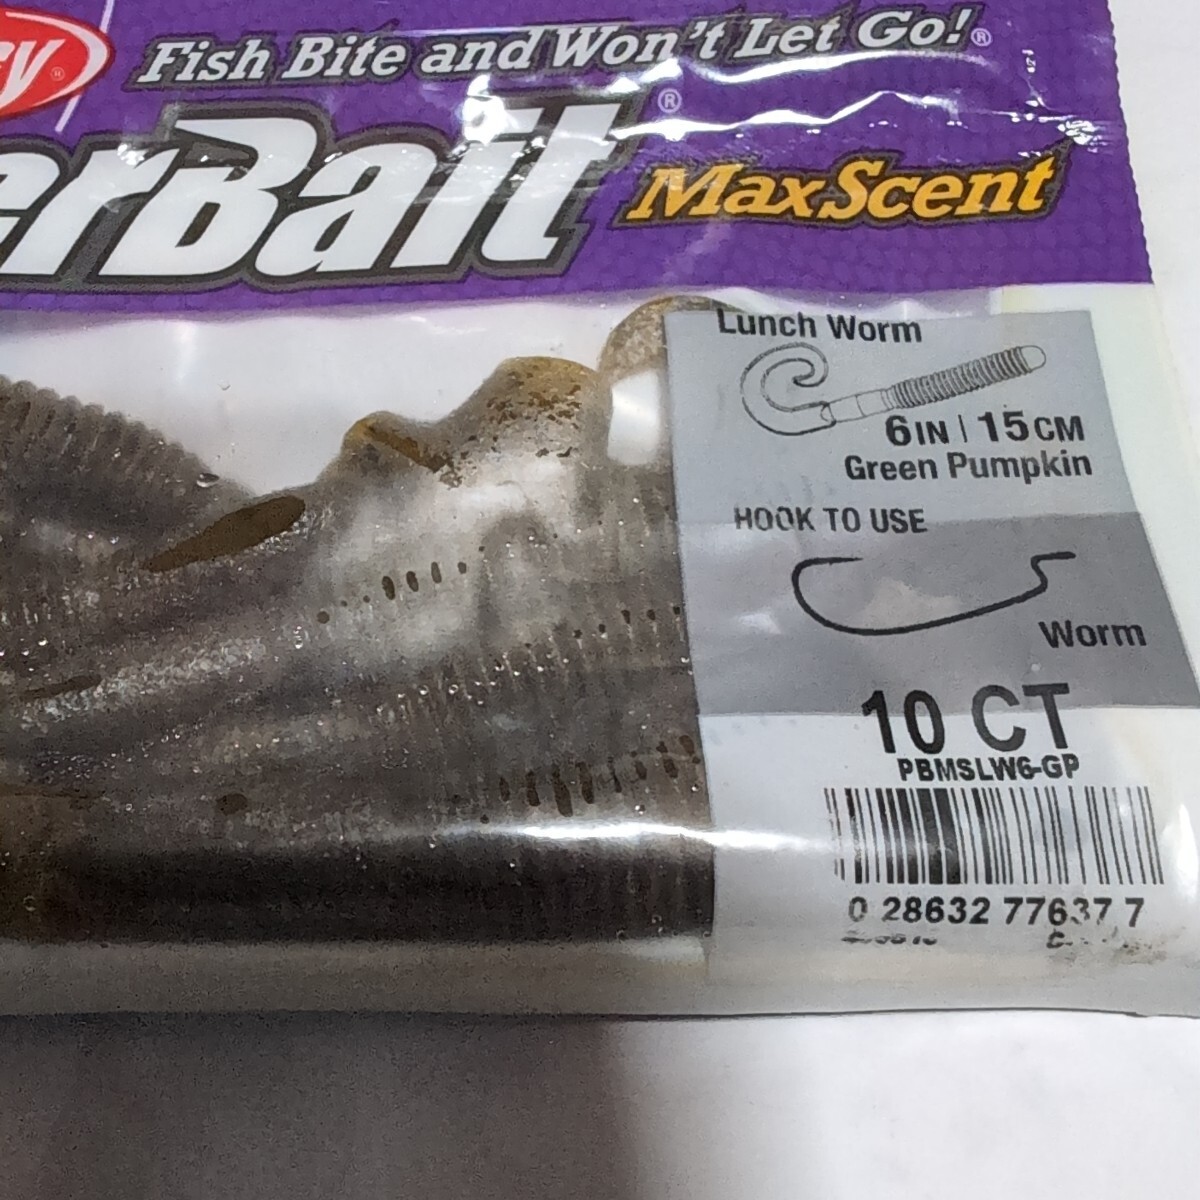 Fish Bite and Won't Let Go!®
erBait® MaxScent
Lunch Worm
6IN | 15CM
Green Pumpkin
HOOK TO USE
Worm
10 CT
PBMSLW6-GP
0 28632 77637 7